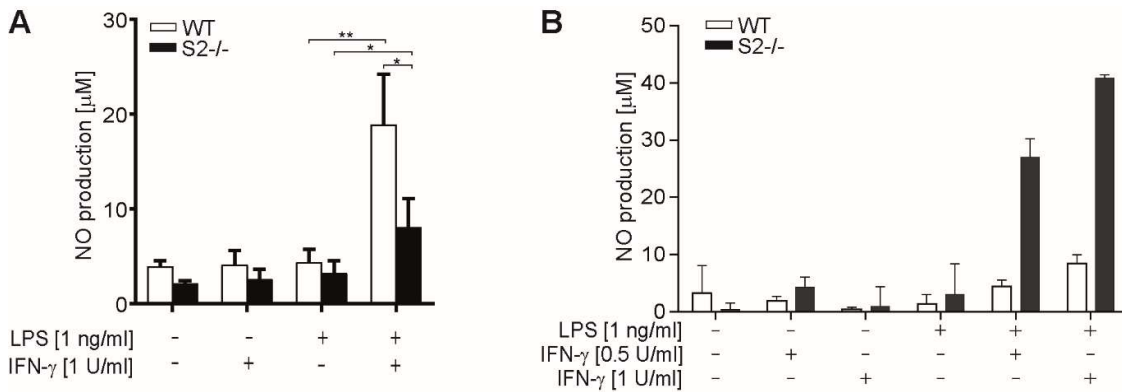 A
30
20
10
0
NO production [µM]
WT
S2-/-
**
*
*
LPS [1 ng/ml] - - + +
IFN-γ [1 U/ml] - + - +
B
50
40
30
20
10
0
NO production [µM]
WT
S2-/-
LPS [1 ng/ml] - - - + + +
IFN-γ [0.5 U/ml] - + - - + -
IFN-γ [1 U/ml] - - + - - +